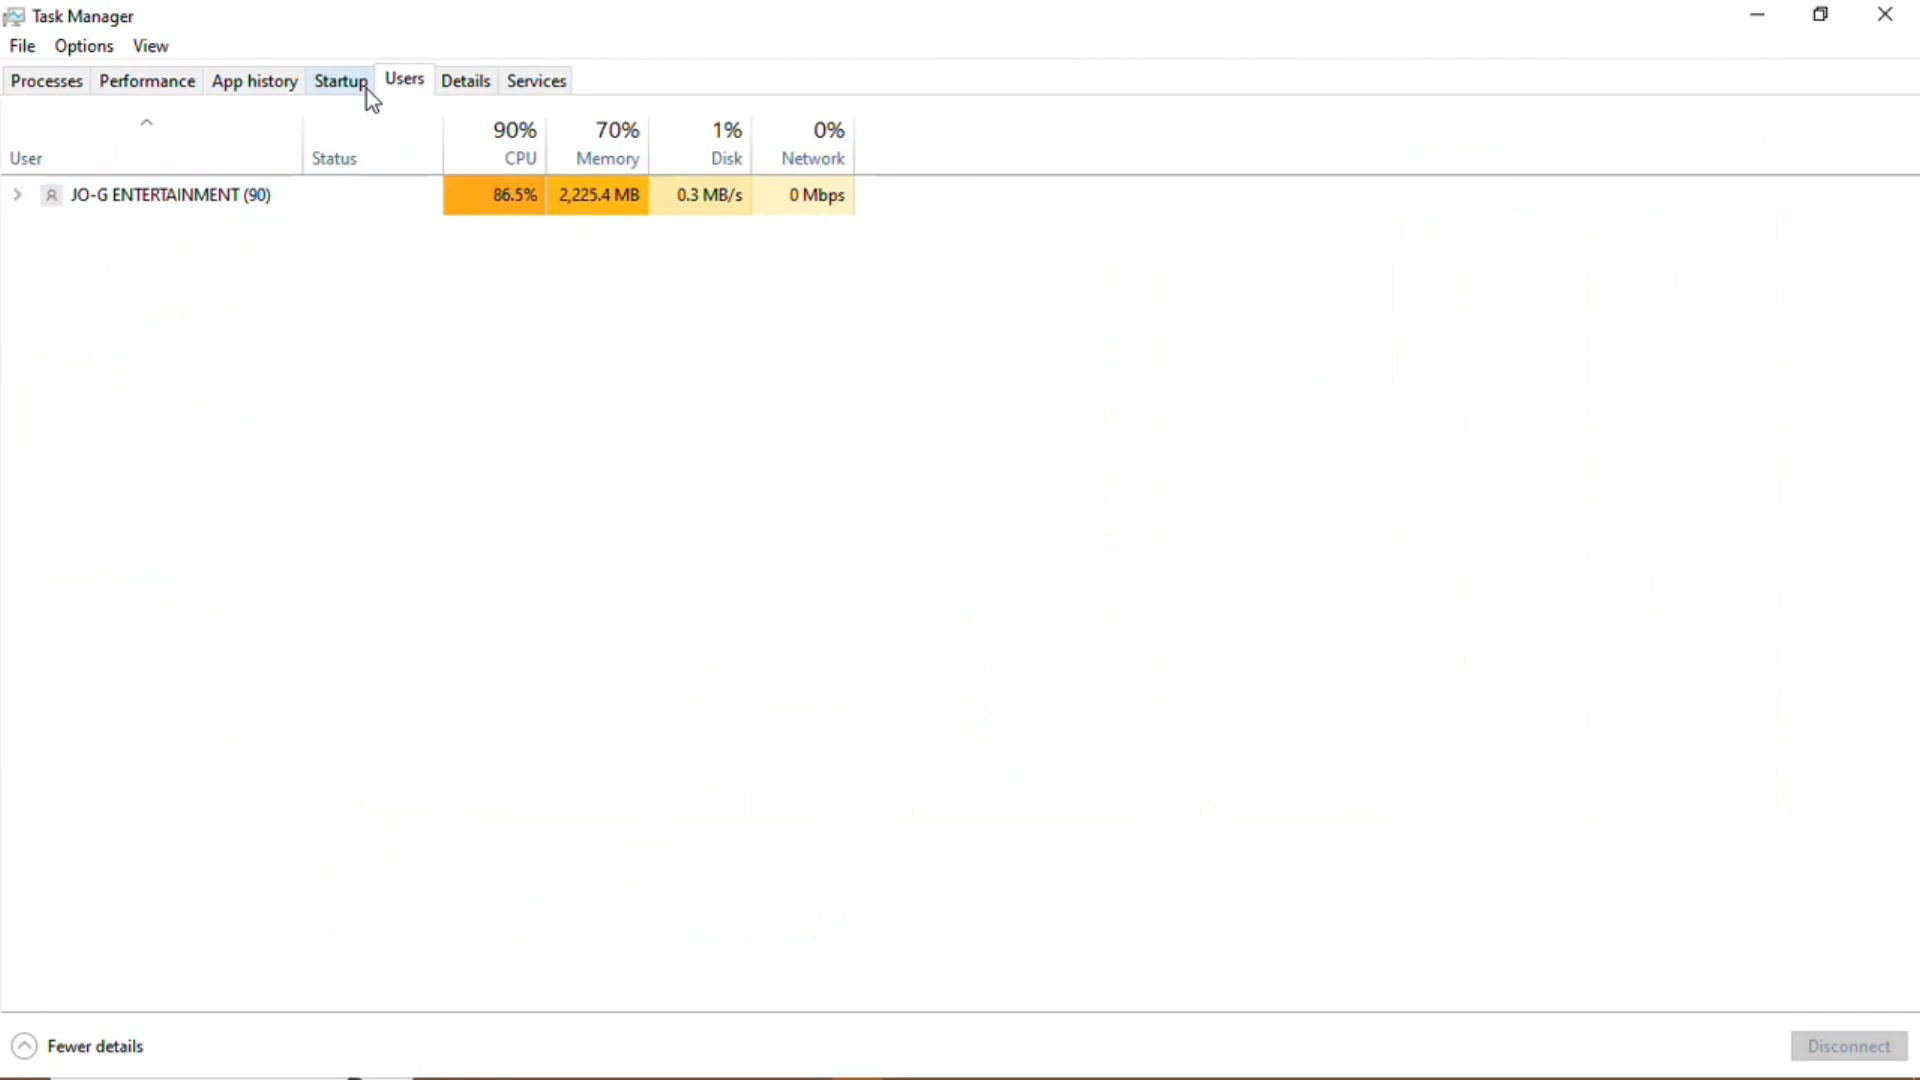 Task Manager
File Options View
Processes Performance App history Startup Users Details Services
90% 70% 1% 0%
User Status CPU Memory Disk Network
JO-G ENTERTAINMENT (90) 86.5% 2,225.4 MB 0.3 MB/s 0 Mbps
Fewer details Disconnect